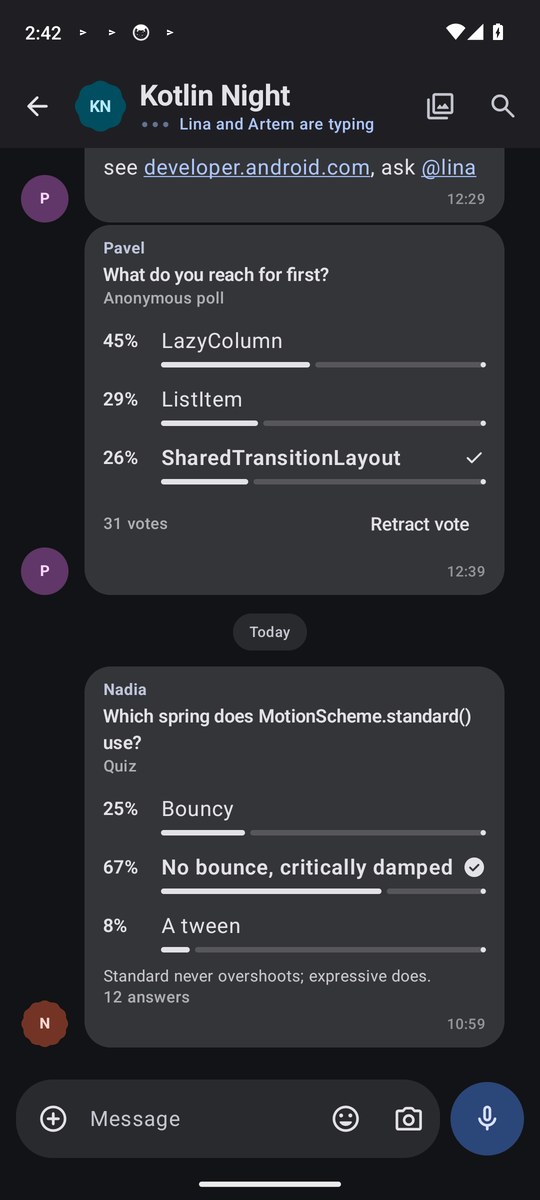 2:42
KN
Kotlin Night
Lina and Artem are typing
see developer.android.com, ask @lina
P
12:29
Pavel
What do you reach for first?
Anonymous poll
45% LazyColumn
29% ListItem
26% SharedTransitionLayout
31 votes Retract vote
P
12:39
Today
Nadia
Which spring does MotionScheme.standard()
use?
Quiz
25% Bouncy
67% No bounce, critically damped
8% A tween
Standard never overshoots; expressive does.
12 answers
N
10:59
Message